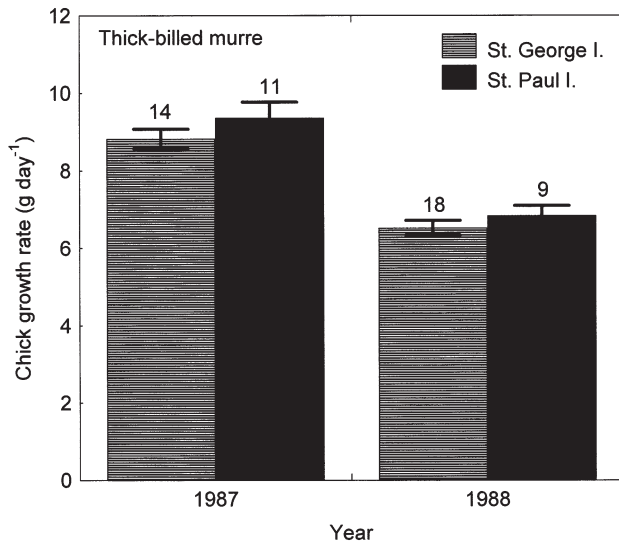 Thick-billed murre
St. George I.
St. Paul I.
12
10
8
6
4
2
0
Chick growth rate (g day⁻¹)
14
11
18
9
1987
1988
Year